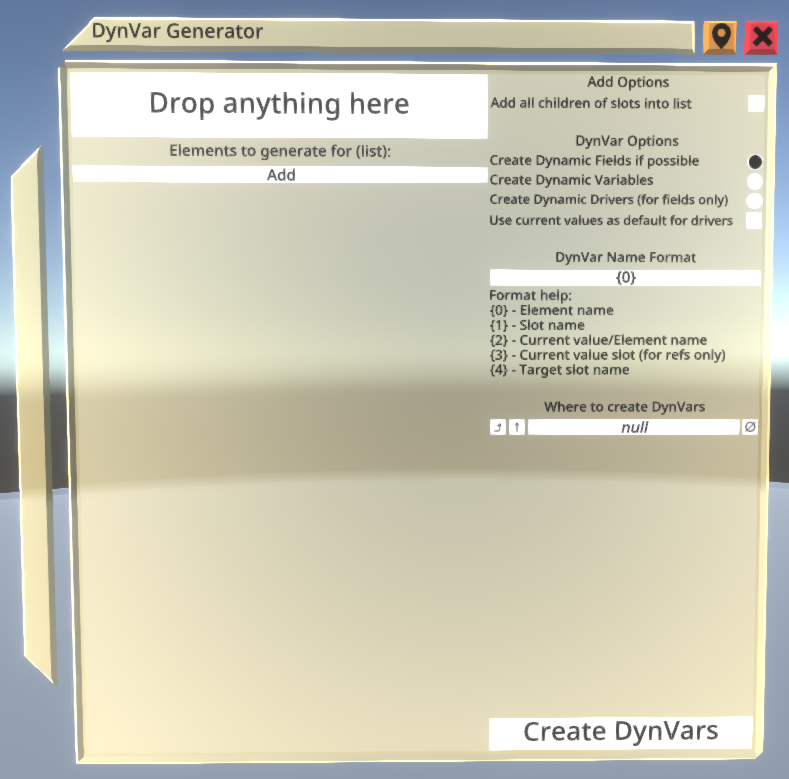 DynVar Generator
Drop anything here
Elements to generate for (list):
Add
Add Options
Add all children of slots into list
DynVar Options
Create Dynamic Fields if possible
Create Dynamic Variables
Create Dynamic Drivers (for fields only)
Use current values as default for drivers
DynVar Name Format
{0}
Format help:
{0} - Element name
{1} - Slot name
{2} - Current value/Element name
{3} - Current value slot (for refs only)
{4} - Target slot name
Where to create DynVars
⤴ ↑ null ∅
Create DynVars